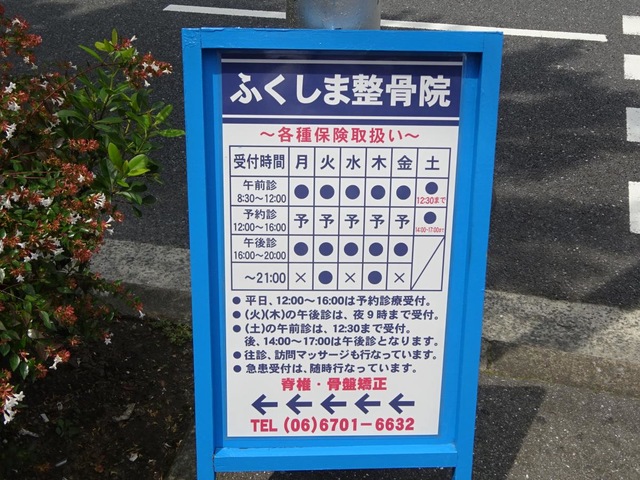 ふくしま整骨院
～各種保険取扱い～
受付時間 月 火 水 木 金 土
午前診 8:30～12:00 ● ● ● ● ● ● 12:30まで
予約診 12:00～16:00 予 予 予 予 予 ● 14:00-17:00まで
午後診 16:00～20:00 ● ● ● ● ●
～21:00 × ● × ● ×
● 平日、12:00～16:00は予約診療受付。
● (火)(木)の午後診は、夜9時まで受付。
● (土)の午前診は、12:30まで受付。
後、14:00～17:00は午後診となります。
● 往診、訪問マッサージも行なっています。
● 急患受付は、随時行なっています。
脊椎・骨盤矯正
←←←←←
TEL (06)6701－6632